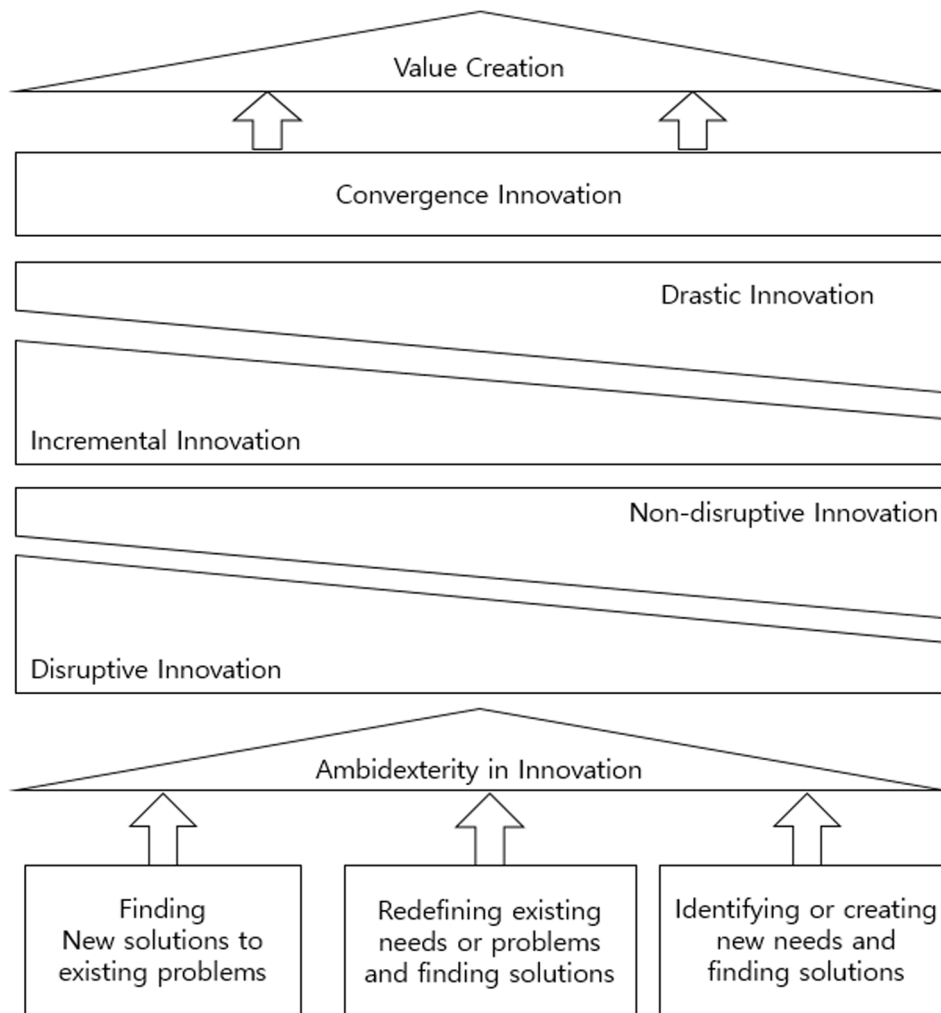 Value Creation
Convergence Innovation
Drastic Innovation
Incremental Innovation
Non-disruptive Innovation
Disruptive Innovation
Ambidexterity in Innovation
Finding
New solutions to
existing problems
Redefining existing
needs or problems
and finding solutions
Identifying or creating
new needs and
finding solutions